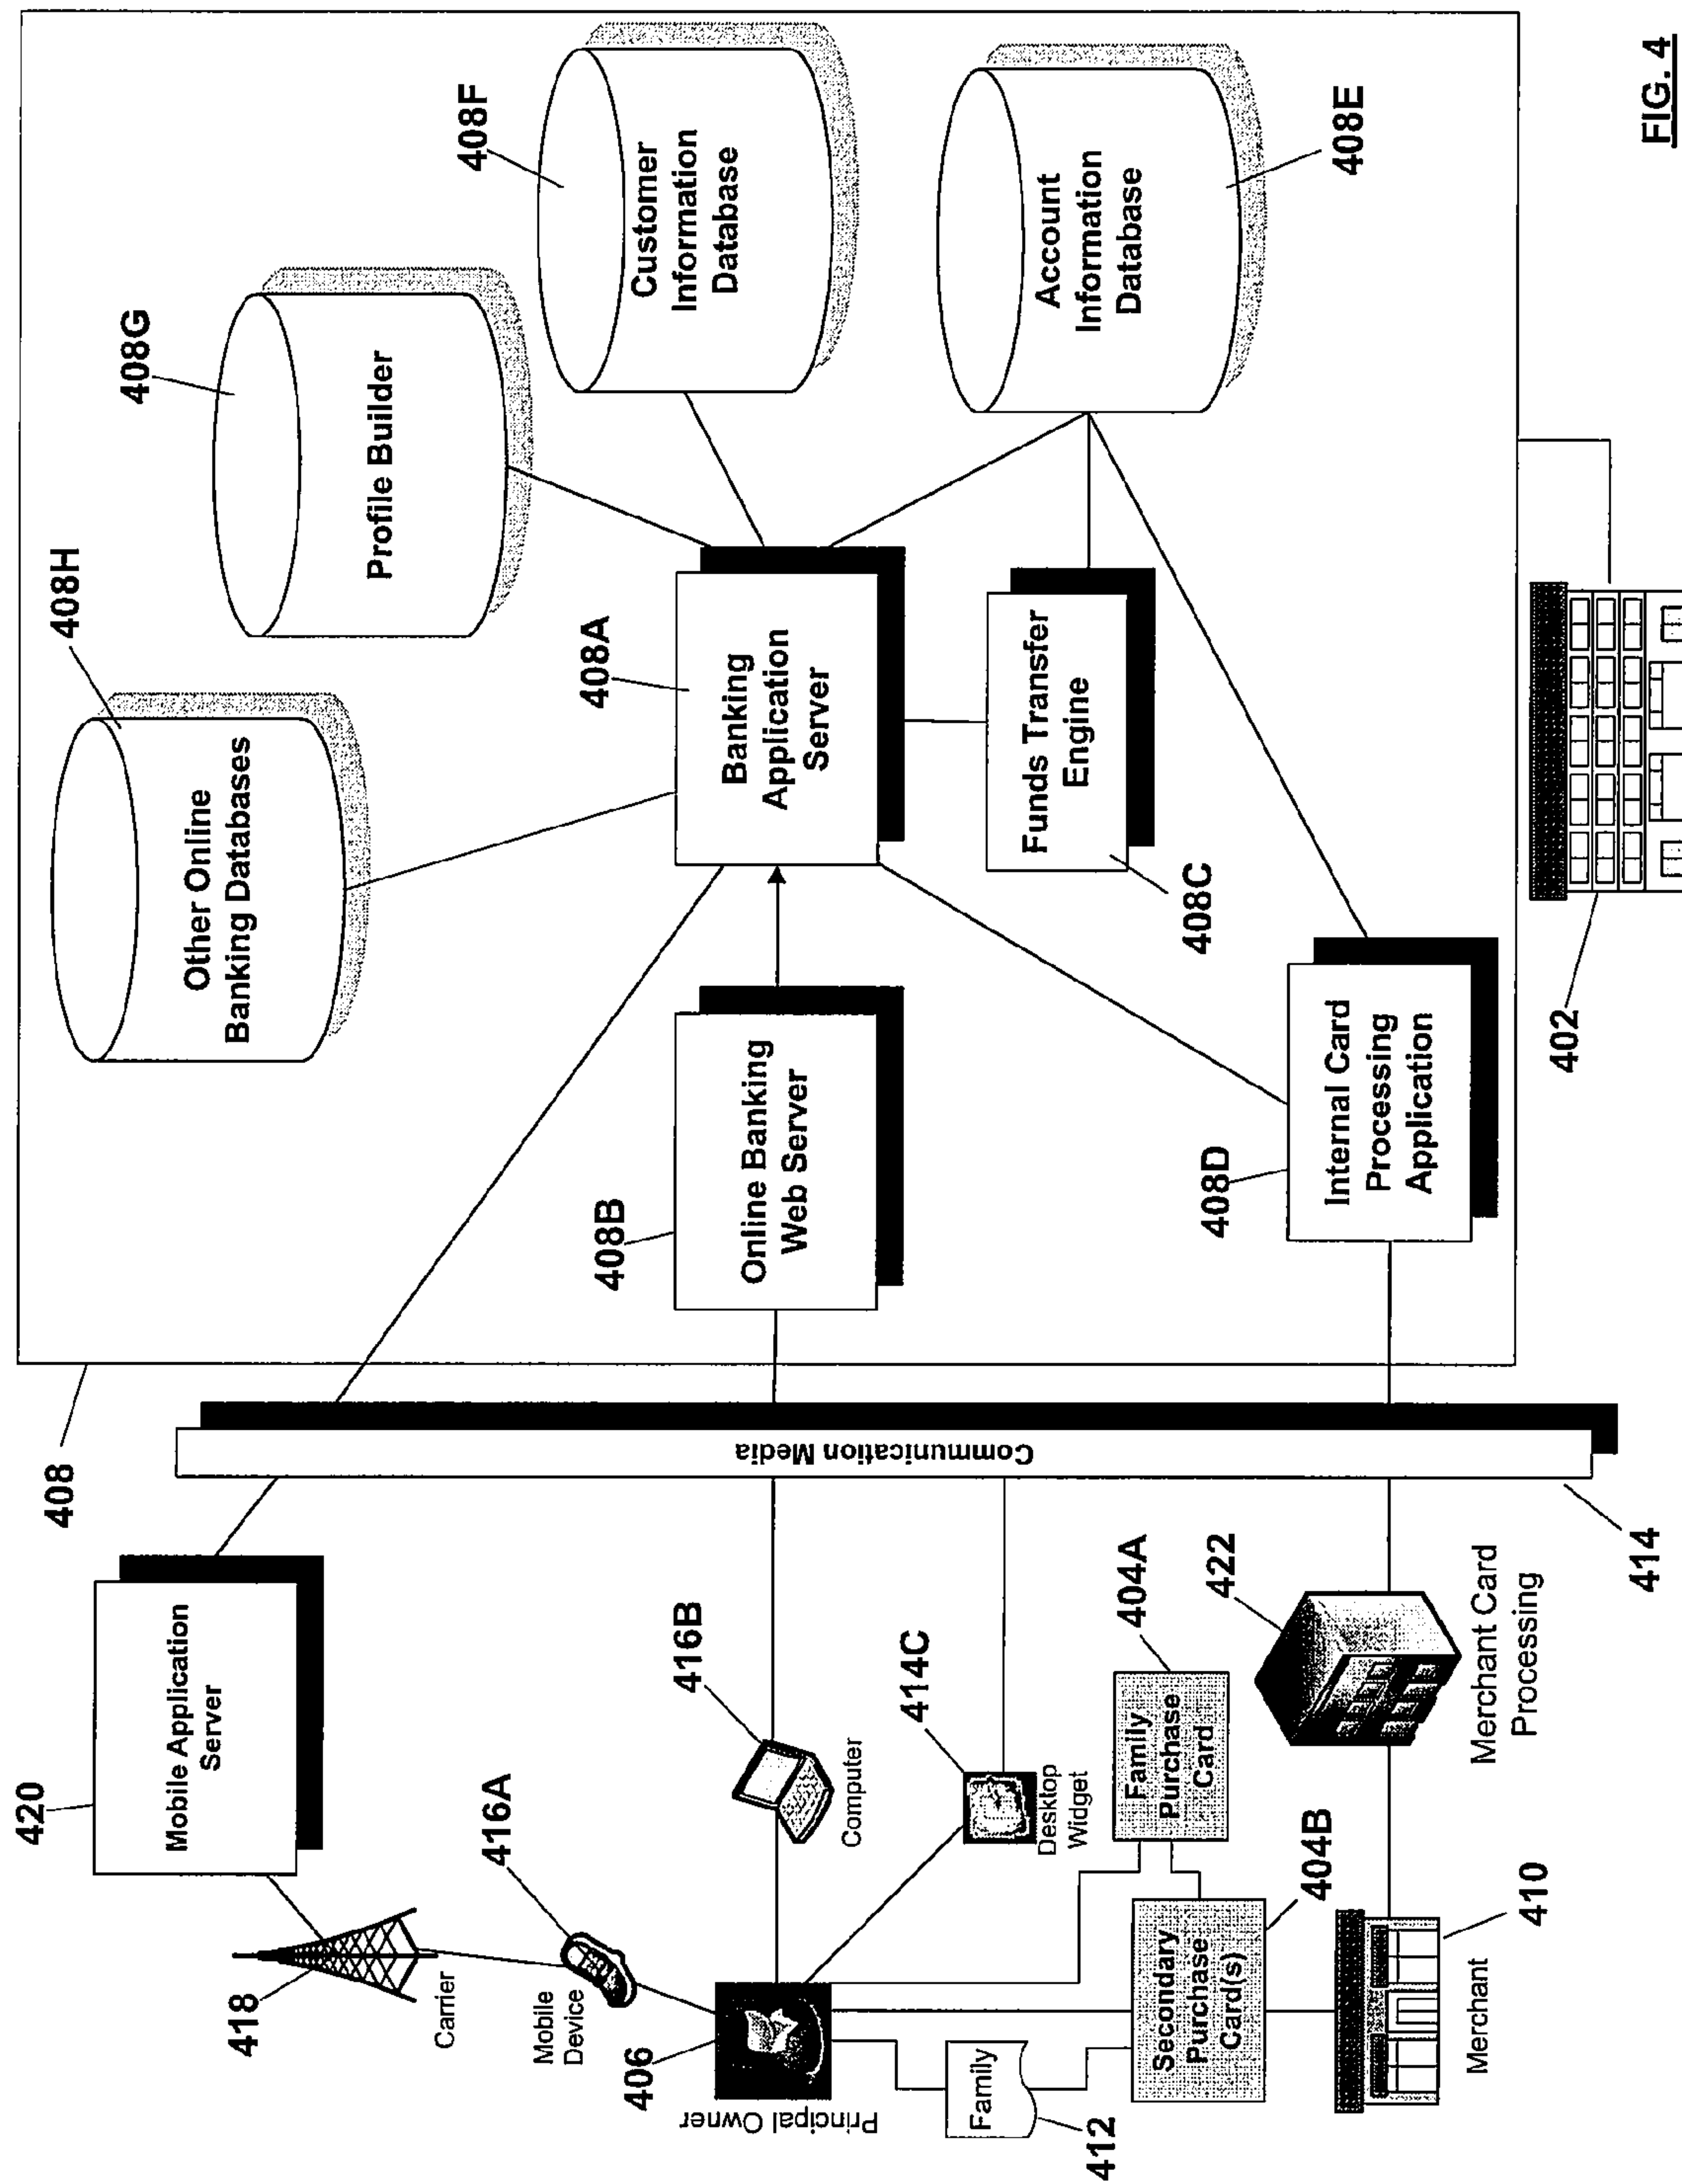 420
Mobile Application
Server
418
Carrier
416A
Mobile
Device
406
Principal Owner
416B
Computer
414C
Desktop
Widget
Family
412
404A
Family
Purchase
Card
Secondary
Purchase
Card(s)
404B
422
Merchant Card
Processing
Merchant
410
Communication Media
414
408
408H
Other Online
Banking Databases
408G
Profile Builder
408F
Customer
Information
Database
408B
Online Banking
Web Server
408A
Banking
Application
Server
Funds Transfer
Engine
408C
Account
Information
Database
408E
408D
Internal Card
Processing
Application
402
FIG. 4